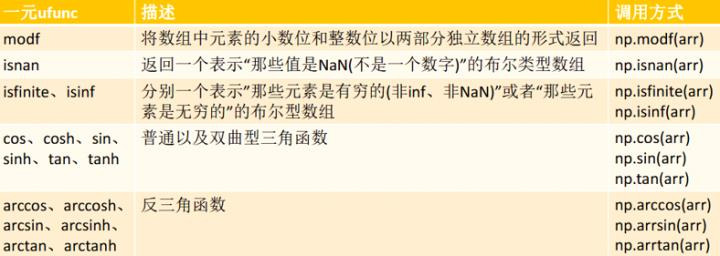 一元ufunc 描述 调用方式
modf 将数组中元素的小数位和整数位以两部分独立数组的形式返回 np.modf(arr)
isnan 返回一个表示“那些值是NaN(不是一个数字)”的布尔类型数组 np.isnan(arr)
isfinite、isinf 分别一个表示”那些元素是有穷的(非inf、非NaN)”或者“那些元 np.isfinite(arr)
素是无穷的”的布尔型数组 np.isinf(arr)
cos、cosh、sin、 普通以及双曲型三角函数 np.cos(arr)
sinh、tan、tanh np.sin(arr)
np.tan(arr)
arccos、arccosh、 反三角函数 np.arccos(arr)
arcsin、arcsinh、 np.arrsin(arr)
arctan、arctanh np.arrtan(arr)